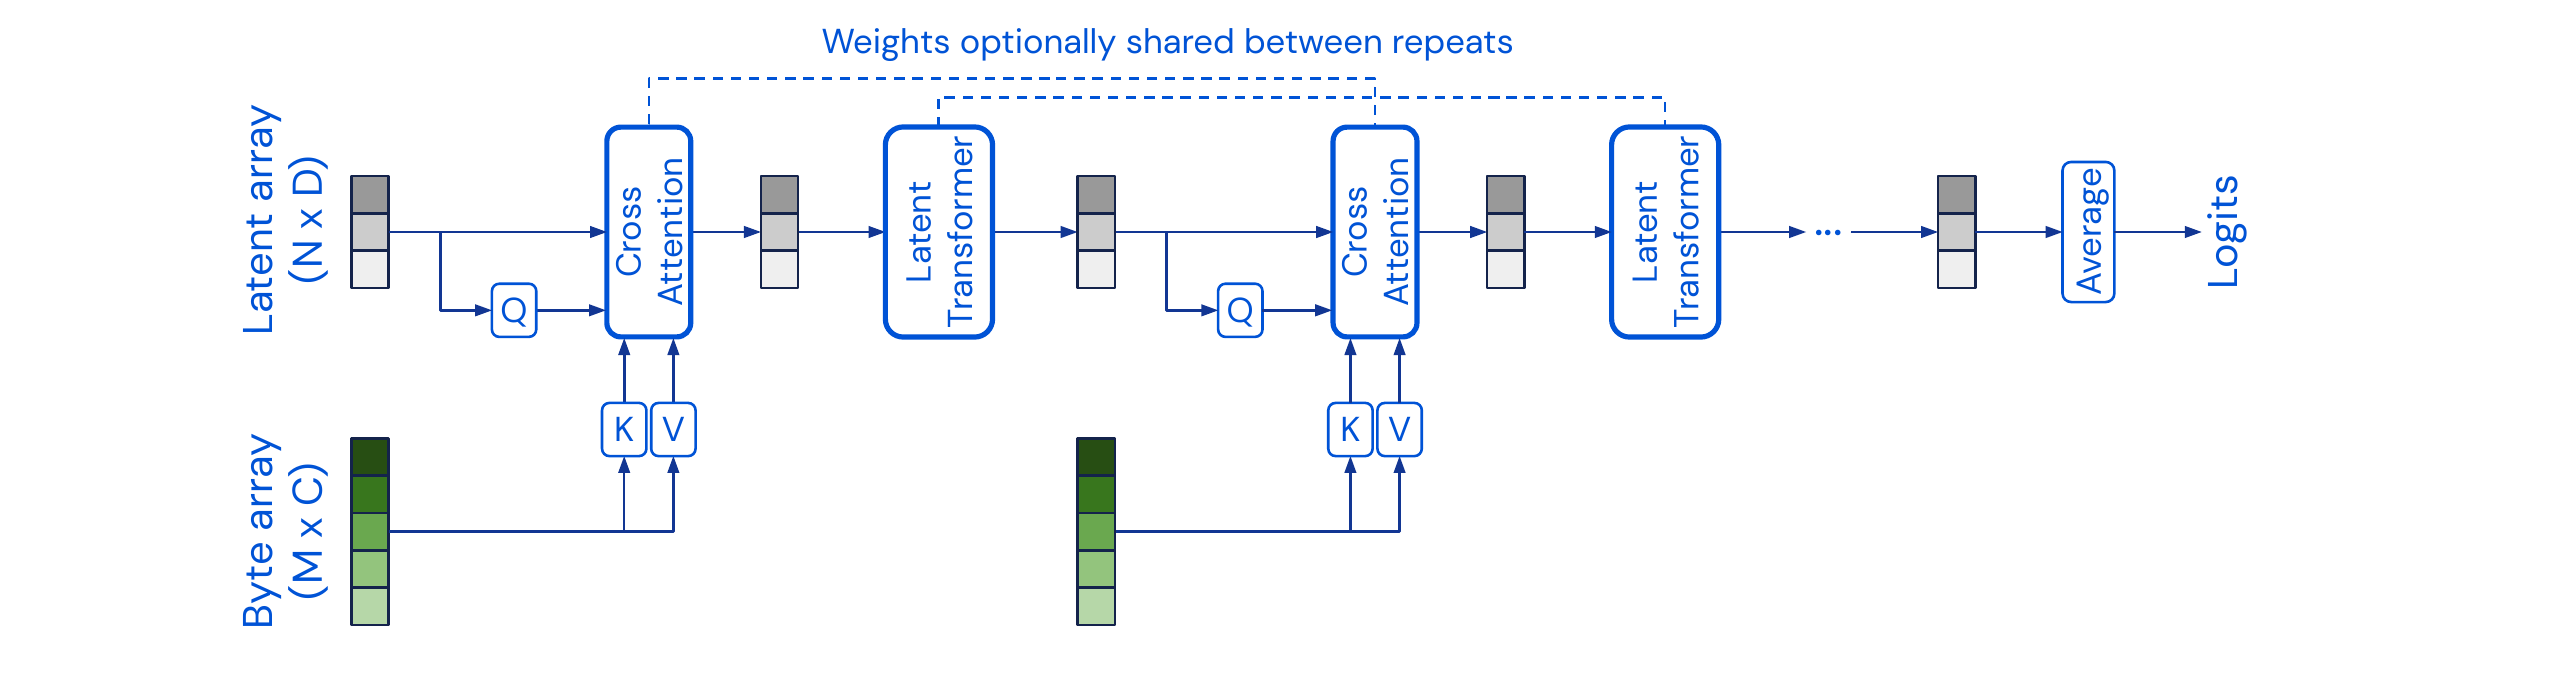 Weights optionally shared between repeats
Latent array
(N x D)
Cross
Attention
Latent
Transformer
Cross
Attention
Latent
Transformer
...
Average
Logits
Q
Q
K
V
K
V
Byte array
(M x C)